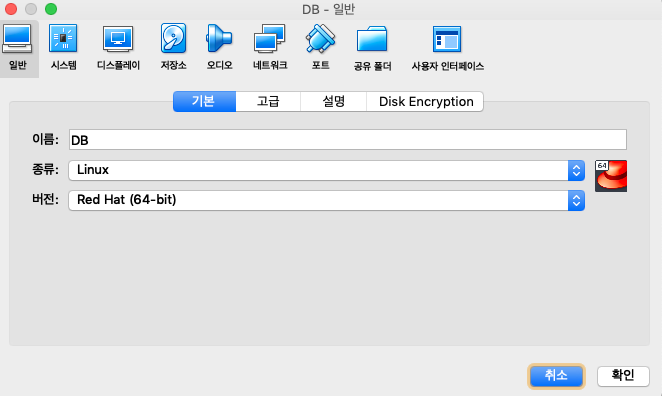 DB - 일반
일반 시스템 디스플레이 저장소 오디오 네트워크 포트 공유 폴더 사용자 인터페이스
기본 고급 설명 Disk Encryption
이름: DB
종류: Linux
64
버전: Red Hat (64-bit)
취소 확인